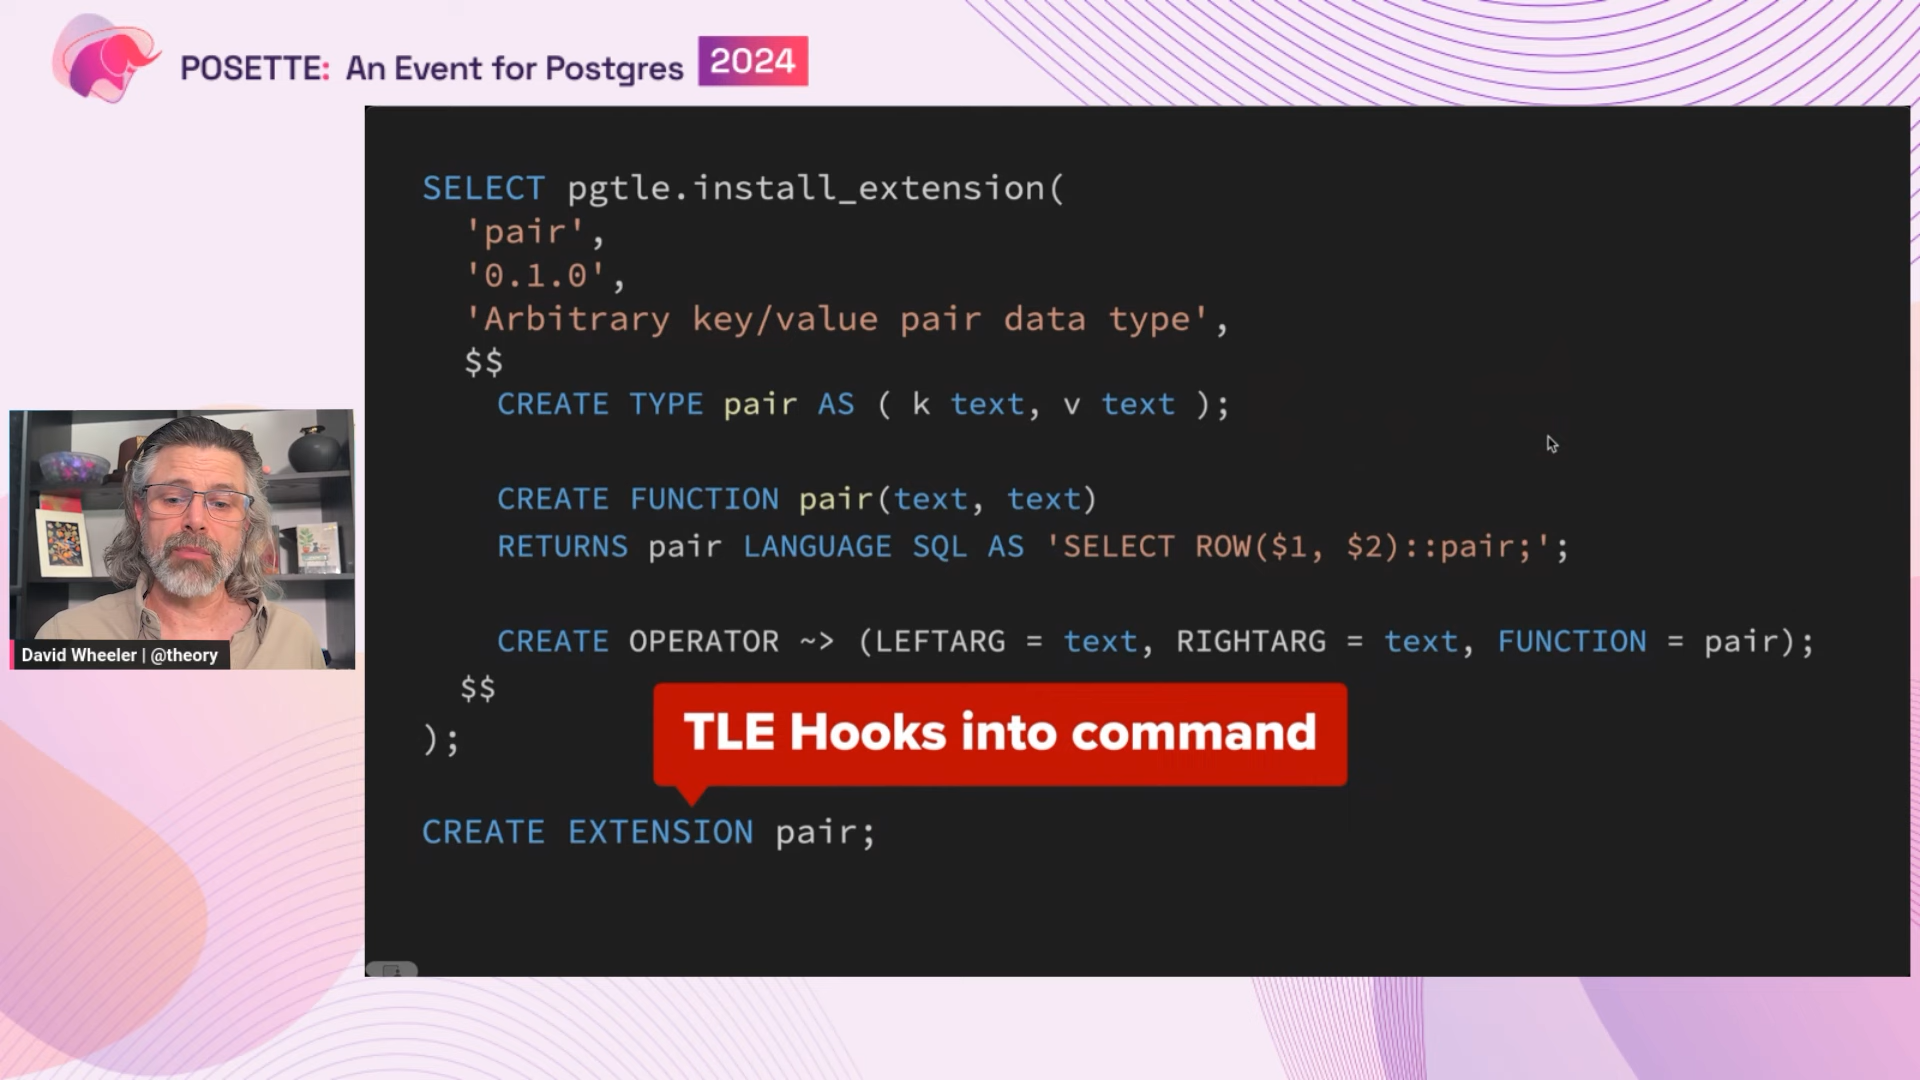 POSETTE: An Event for Postgres 2024
SELECT pgtle.install_extension(
'pair',
'0.1.0',
'Arbitrary key/value pair data type',
$$
CREATE TYPE pair AS ( k text, v text );
CREATE FUNCTION pair(text, text)
RETURNS pair LANGUAGE SQL AS 'SELECT ROW($1, $2)::pair;';
CREATE OPERATOR ~> (LEFTARG = text, RIGHTARG = text, FUNCTION = pair);
$$
);
TLE Hooks into command
CREATE EXTENSION pair;
David Wheeler | @theory